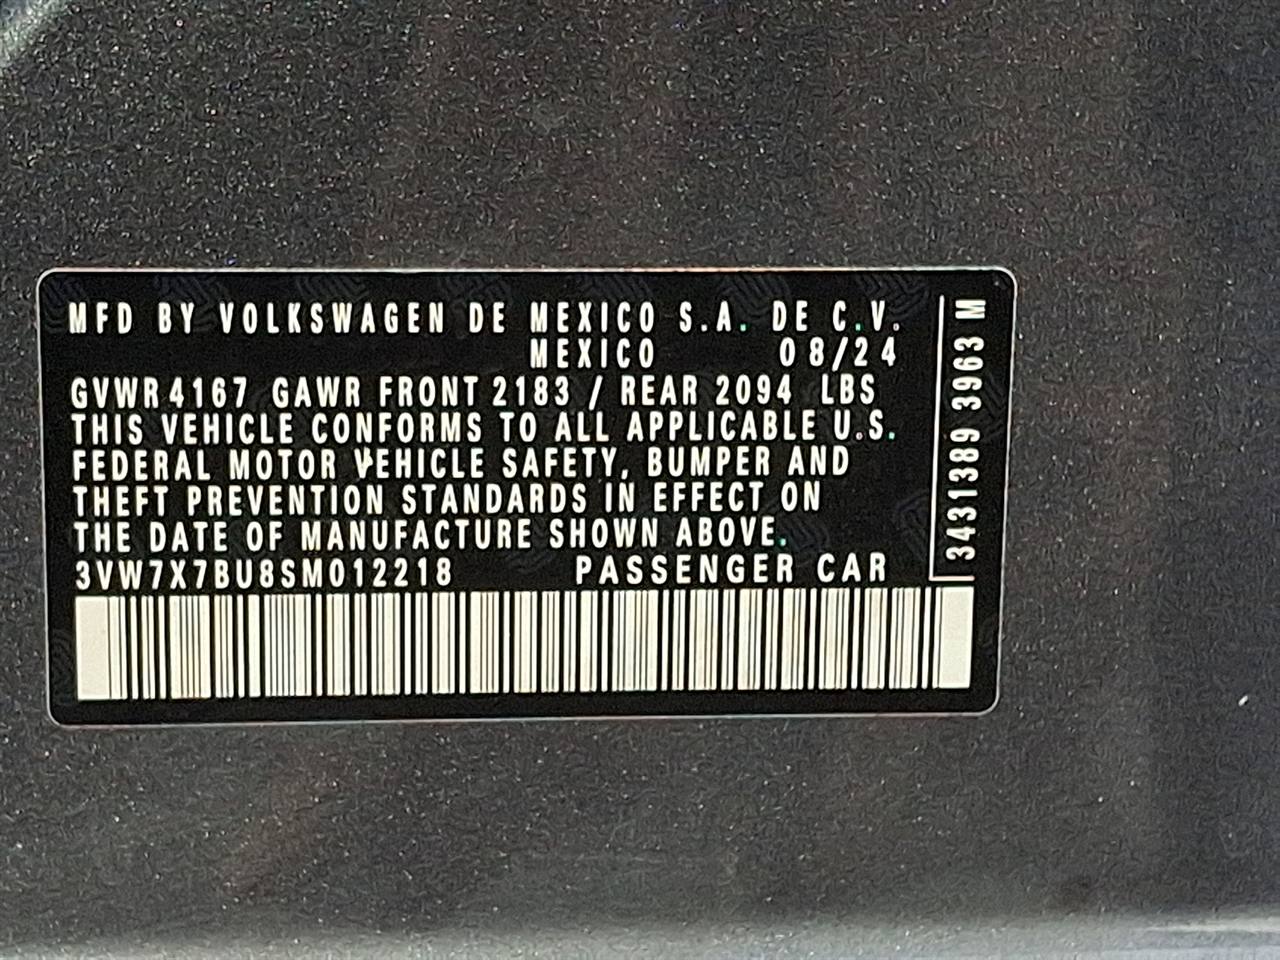 MFD BY VOLKSWAGEN DE MEXICO S.A. DE C.V.
MEXICO 08/24
GVWR 4167 GAWR FRONT 2183 / REAR 2094 LBS
THIS VEHICLE CONFORMS TO ALL APPLICABLE U.S.
FEDERAL MOTOR VEHICLE SAFETY, BUMPER AND
THEFT PREVENTION STANDARDS IN EFFECT ON
THE DATE OF MANUFACTURE SHOWN ABOVE.
3VW7X7BU8SM012218 PASSENGER CAR
3431389 3963 M